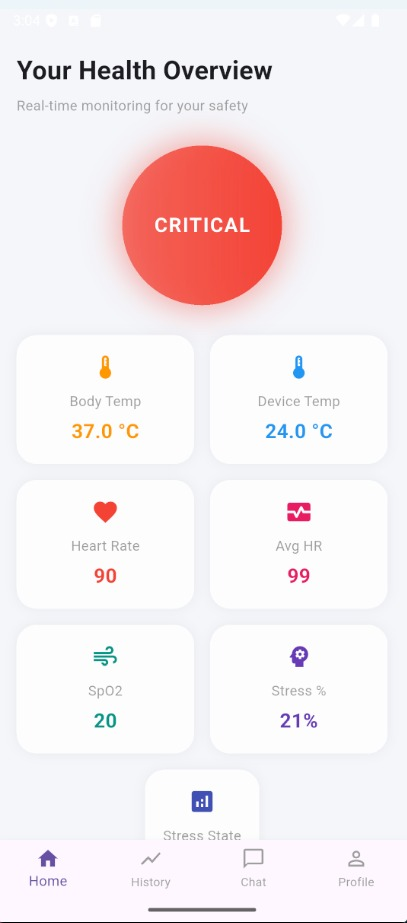 3:04
Your Health Overview
Real-time monitoring for your safety
CRITICAL
Body Temp
37.0 °C
Device Temp
24.0 °C
Heart Rate
90
Avg HR
99
SpO2
20
Stress %
21%
Stress State
Home
History
Chat
Profile